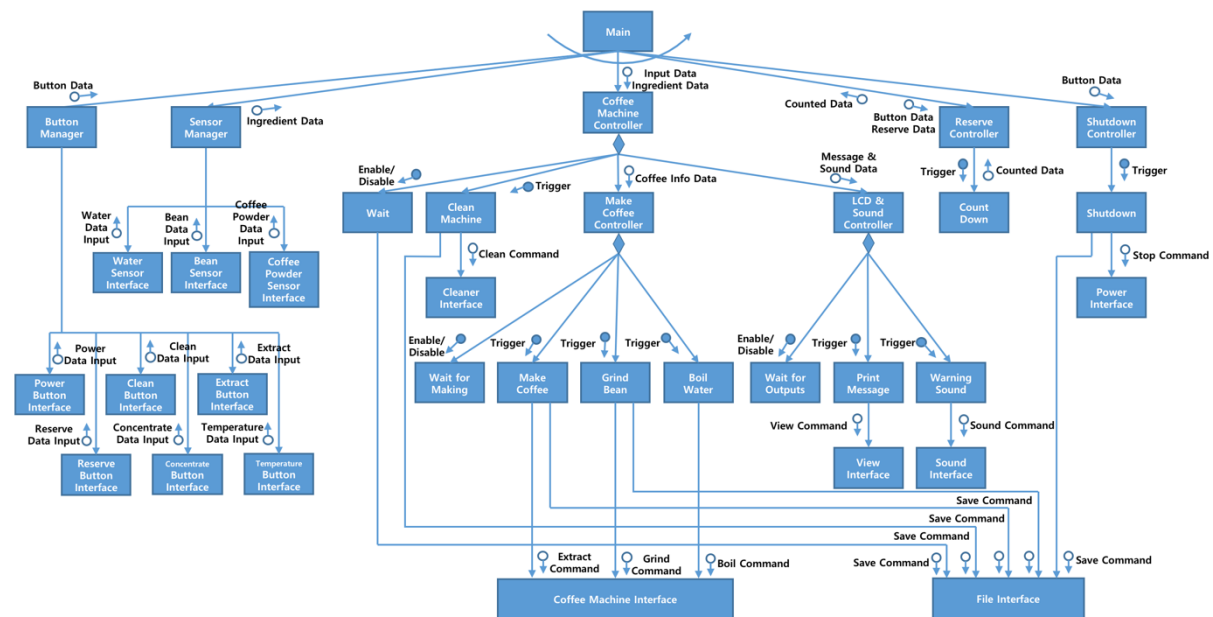 Main
Button Data
Input Data
Ingredient Data
Button Data
Ingredient Data
Counted Data
Button Data
Reserve Data
Button
Manager
Sensor
Manager
Coffee
Machine
Controller
Reserve
Controller
Shutdown
Controller
Enable/
Disable
Trigger
Coffee Info Data
Message &
Sound Data
Trigger
Counted Data
Trigger
Wait
Clean
Machine
Make
Coffee
Controller
LCD &
Sound
Controller
Count
Down
Shutdown
Water
Data
Input
Bean
Data
Input
Coffee
Powder
Data
Input
Clean Command
Stop Command
Water
Sensor
Interface
Bean
Sensor
Interface
Coffee
Powder
Sensor
Interface
Cleaner
Interface
Power
Interface
Power
Data Input
Clean
Data Input
Extract
Data Input
Enable/
Disable
Trigger
Trigger
Trigger
Enable/
Disable
Trigger
Trigger
Power
Button
Interface
Clean
Button
Interface
Extract
Button
Interface
Wait for
Making
Make
Coffee
Grind
Bean
Boil
Water
Wait for
Outputs
Print
Message
Warning
Sound
Reserve
Data Input
Concentrate
Data Input
Temperature
Data Input
View Command
Sound Command
Reserve
Button
Interface
Concentrate
Button
Interface
Temperature
Button
Interface
View
Interface
Sound
Interface
Save Command
Save Command
Save Command
Extract
Command
Grind
Command
Boil Command
Save Command
Save Command
Coffee Machine Interface
File Interface